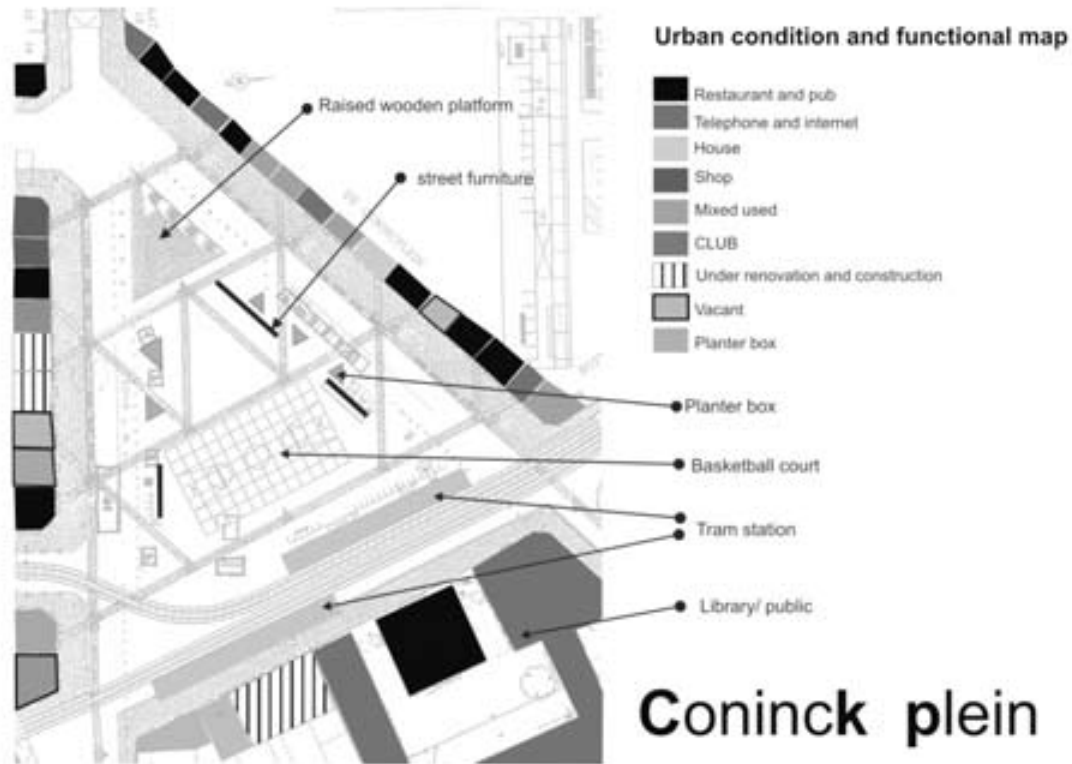 Urban condition and functional map
Restaurant and pub
Telephone and internet
House
Shop
Mixed used
CLUB
Under renovation and construction
Vacant
Planter box
Raised wooden platform
street furniture
Planter box
Basketball court
Tram station
Library/ public
Coninck plein